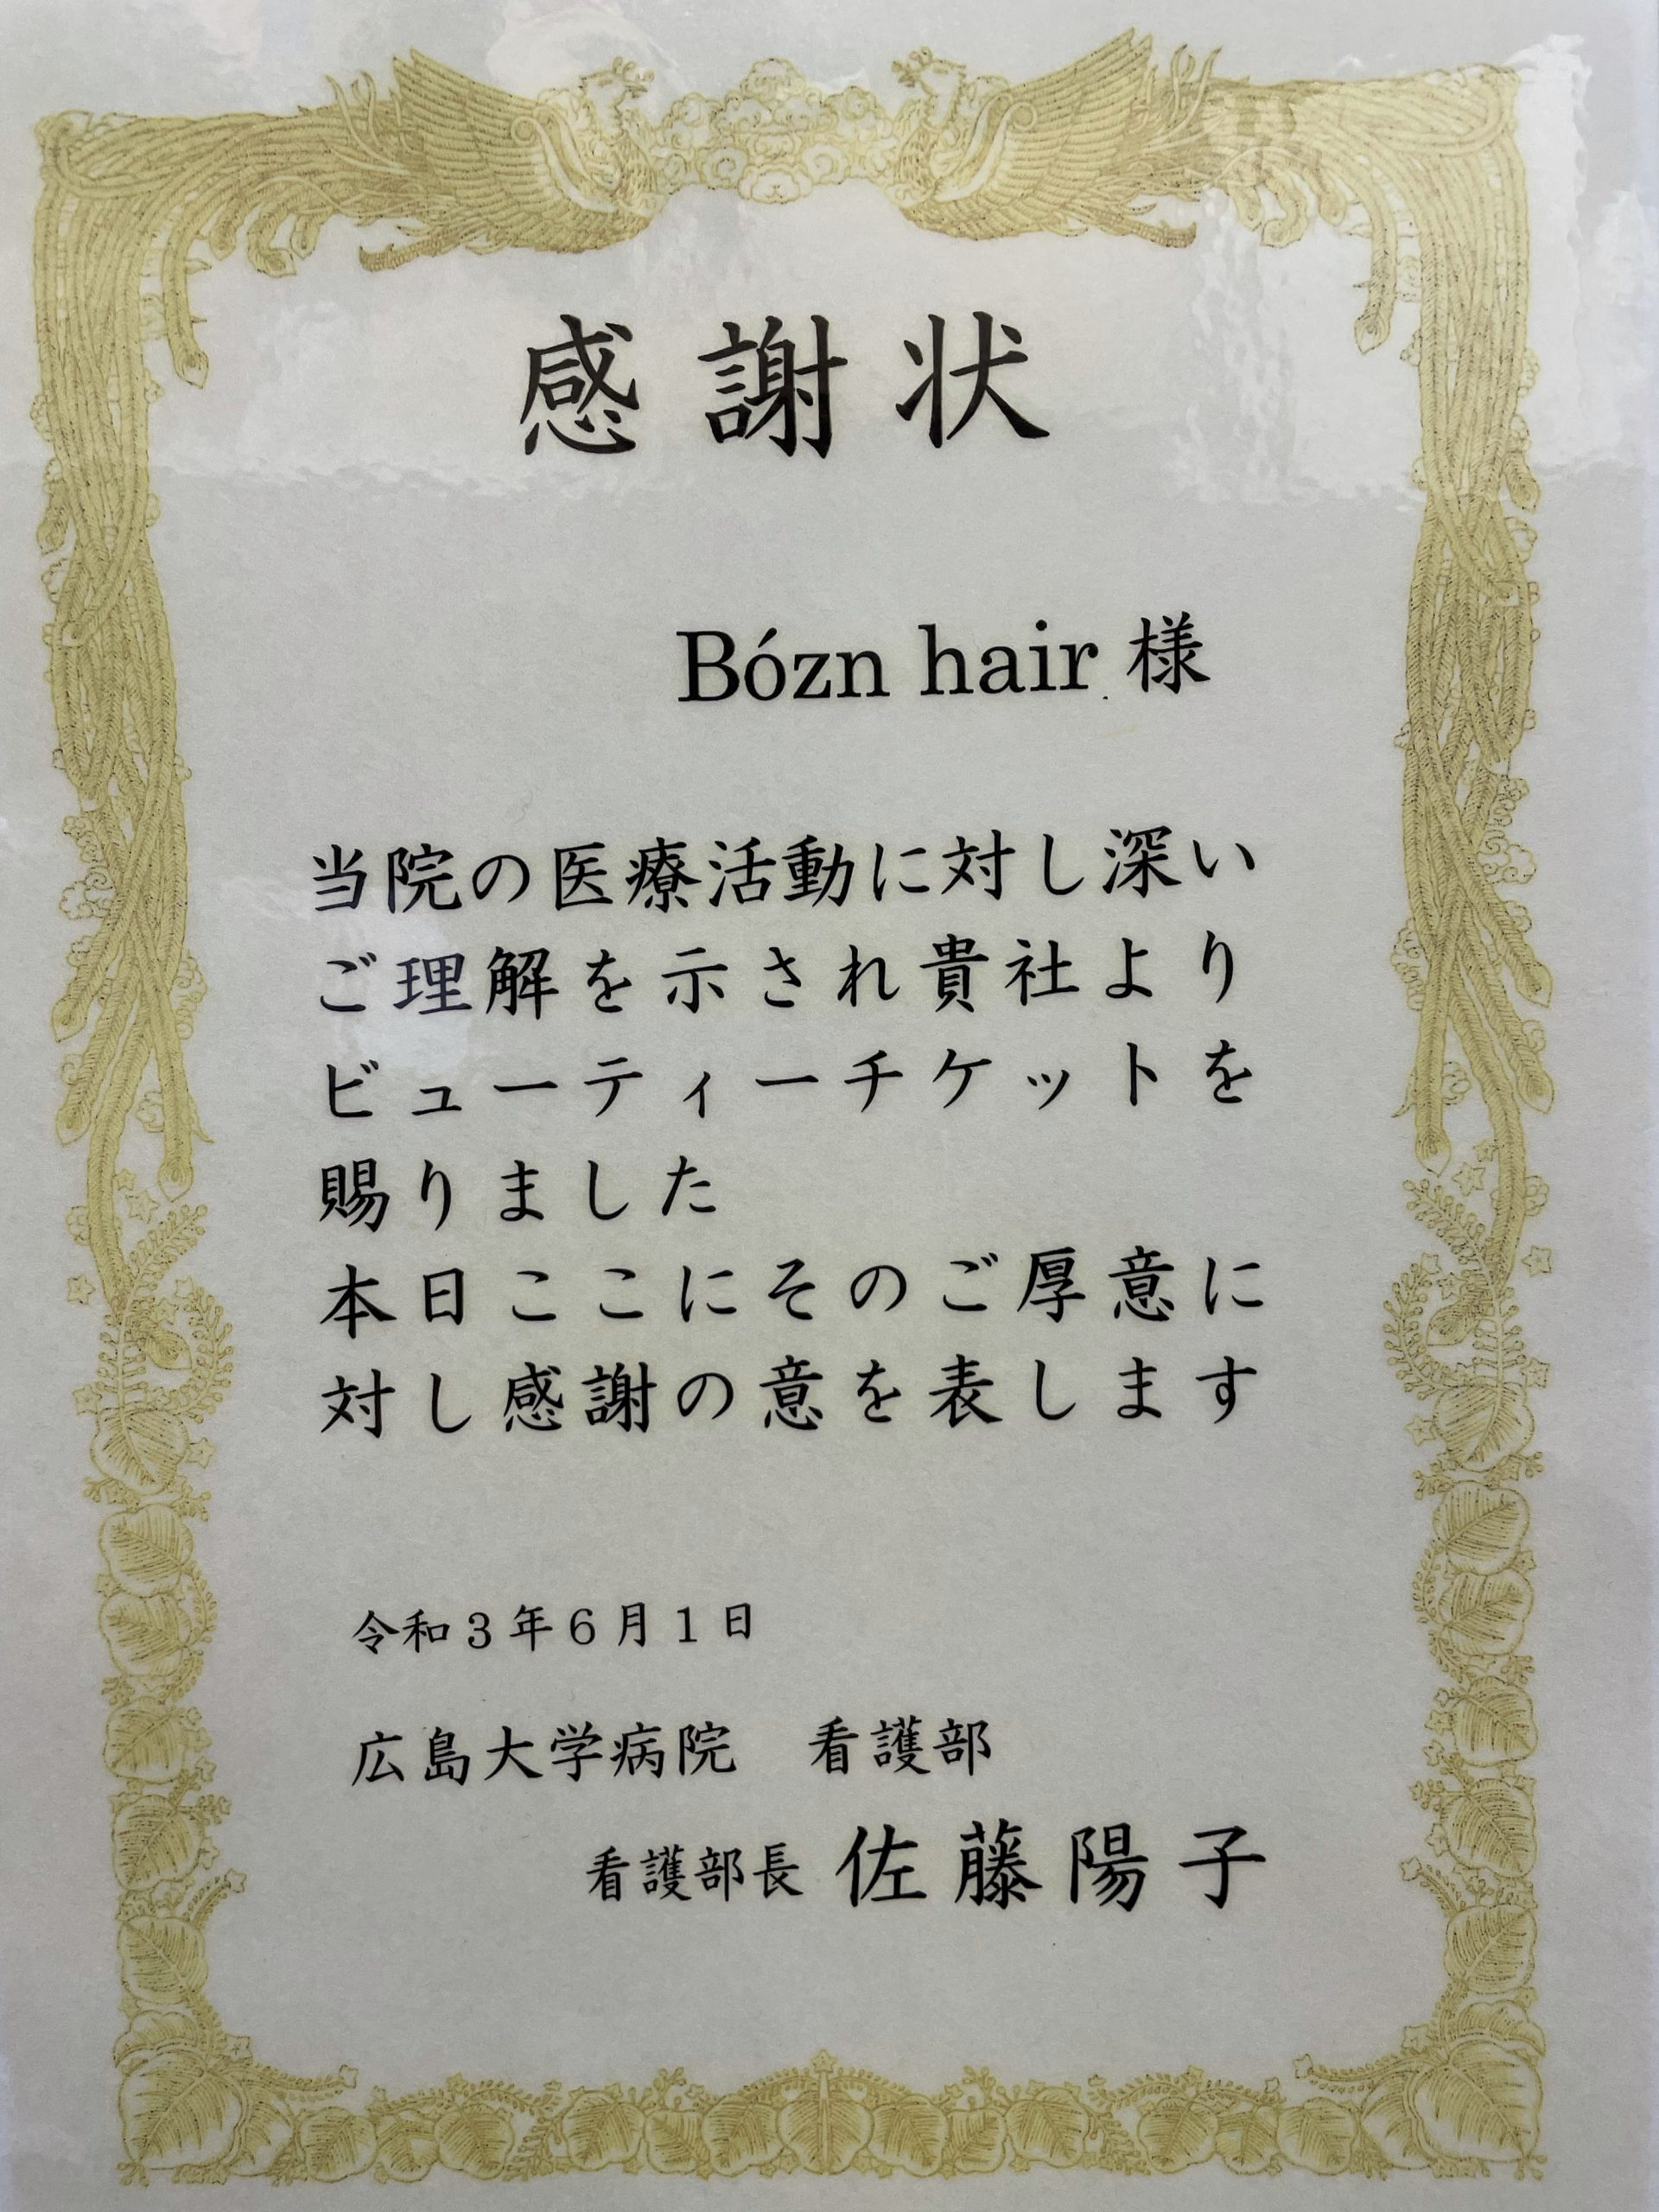 感謝状
Bózn hair 様
当院の医療活動に対し深い
ご理解を示され貴社より
ビューティーチケットを
賜りました
本日ここにそのご厚意に
対し感謝の意を表します
令和3年6月1日
広島大学病院　看護部
看護部長 佐藤陽子